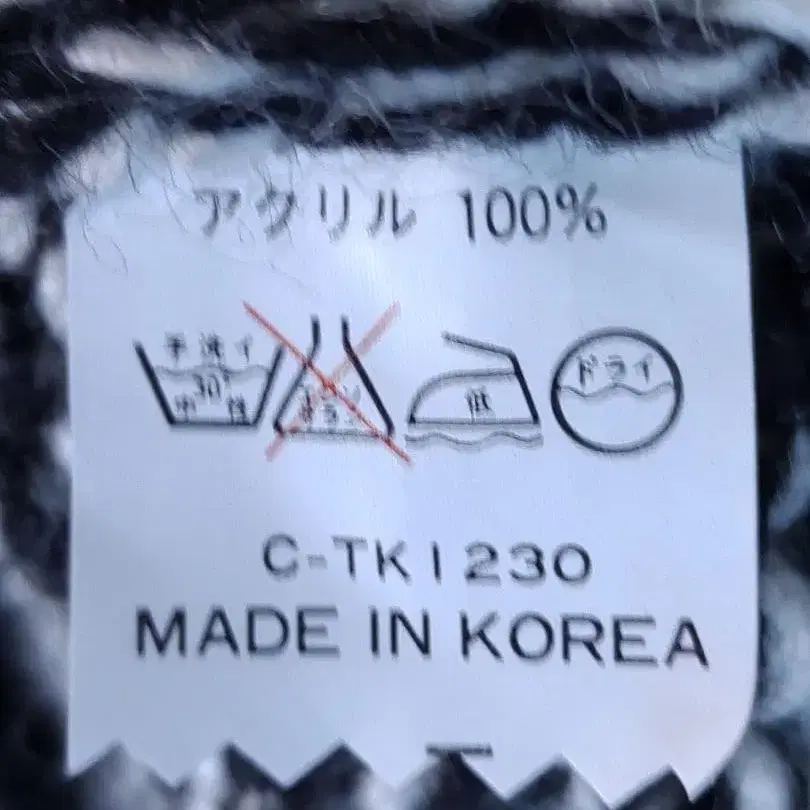 アクリル 100%
手洗イ 30° 中性 エンソサラシ 低 ドライ
C-TK1230
MADE IN KOREA